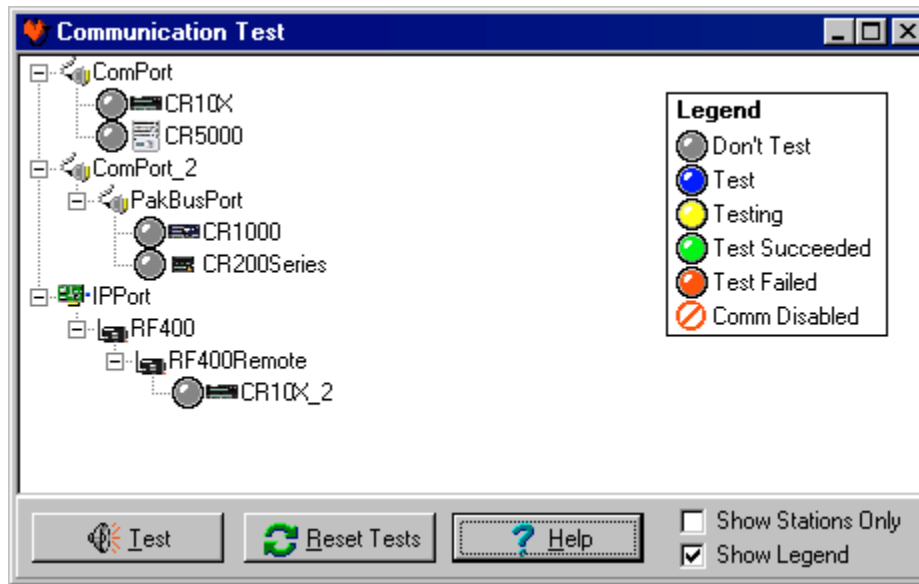 Communication Test
ComPort
CR10X
CR5000
ComPort_2
PakBusPort
CR1000
CR200Series
IPPort
RF400
RF400Remote
CR10X_2
Legend
Don't Test
Test
Testing
Test Succeeded
Test Failed
Comm Disabled
Test
Reset Tests
? Help
Show Stations Only
Show Legend